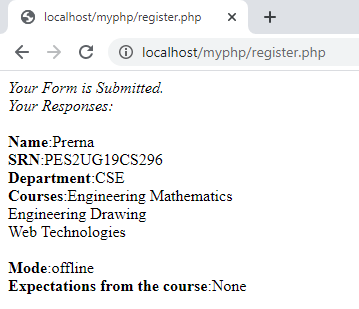 localhost/myphp/register.php
localhost/myphp/register.php
Your Form is Submitted.
Your Responses:
Name:Prerna
SRN:PES2UG19CS296
Department:CSE
Courses:Engineering Mathematics
Engineering Drawing
Web Technologies
Mode:offline
Expectations from the course:None